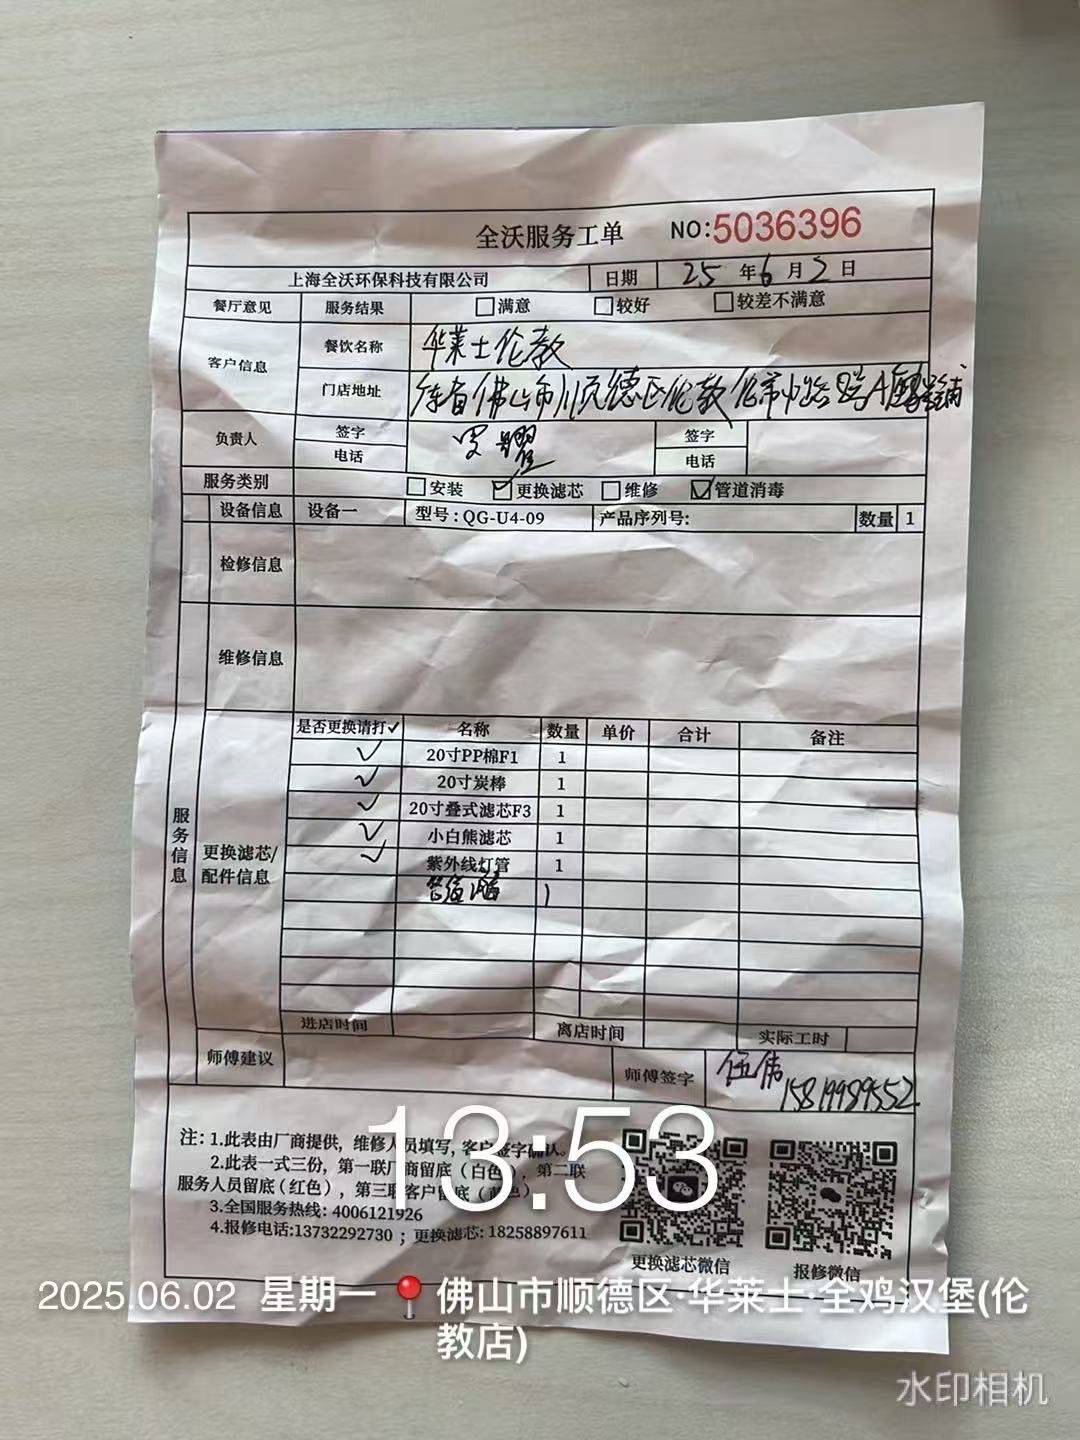 全沃服务工单 NO:5036396
上海全沃环保科技有限公司 日期 25 年 6 月 2 日
餐厅意见 服务结果 □满意 □较好 □较差不满意
客户信息 餐饮名称 华莱士伦教
门店地址 佛山市顺德区伦教
负责人 签字 签字
电话 电话
服务类别 □安装 ☑更换滤芯 □维修 ☑管道消毒
设备信息 设备一 型号:QG-U4-09 产品序列号: 数量 1
检修信息
维修信息
服务信息
更换滤芯/配件信息
是否更换请打✓ 名称 数量 单价 合计 备注
✓ 20寸PP棉F1 1
✓ 20寸炭棒 1
✓ 20寸叠式滤芯F3 1
✓ 小白熊滤芯 1
✓ 紫外线灯管 1
1
进店时间 离店时间 实际工时
师傅建议 师傅签字 伍伟
15819989552
注:1.此表由厂商提供，维修人员填写,客户签字确认。
2.此表一式三份，第一联厂商留底(白色)，第二联
服务人员留底(红色)，第三联客户留底(蓝色)
3.全国服务热线: 4006121926
4.报修电话:13732292730 ; 更换滤芯: 18258897611
更换滤芯微信 报修微信
13:53
2025.06.02 星期一 佛山市顺德区·华莱士·全鸡汉堡(伦
教店)
水印相机